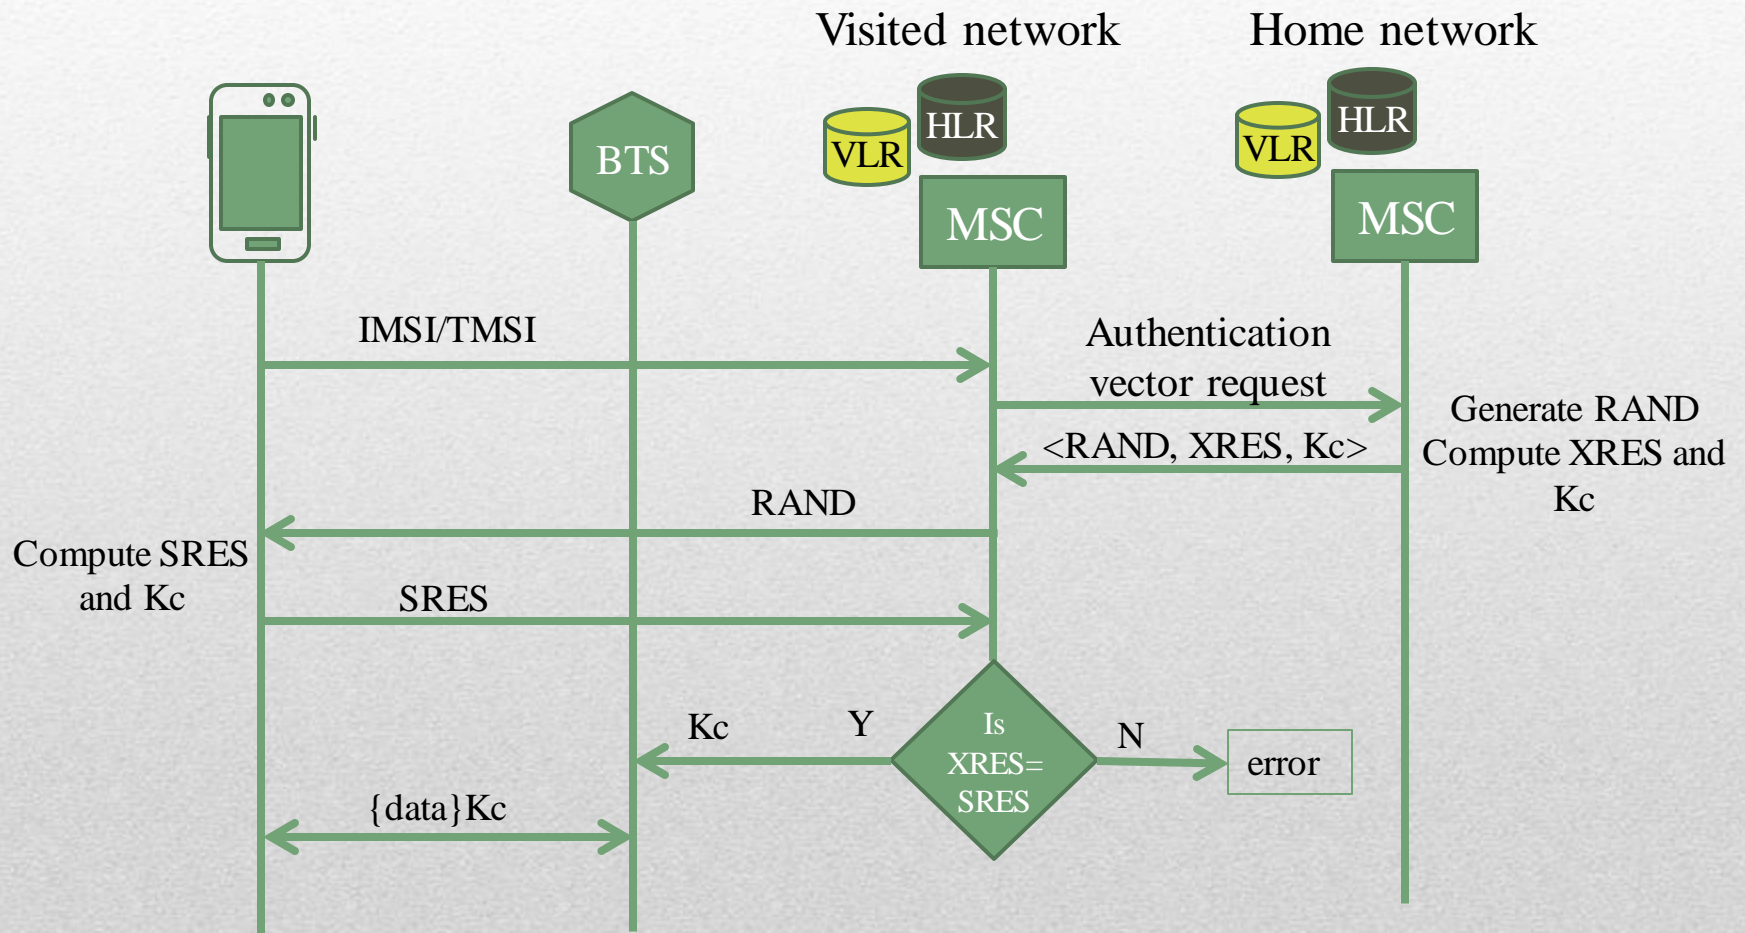 Visited network
Home network
BTS
VLR
HLR
MSC
VLR
HLR
MSC
IMSI/TMSI
Authentication
vector request
Generate RAND
Compute XRES and
Kc
<RAND, XRES, Kc>
RAND
Compute SRES
and Kc
SRES
Is
XRES=
SRES
Y
Kc
N
error
{data}Kc